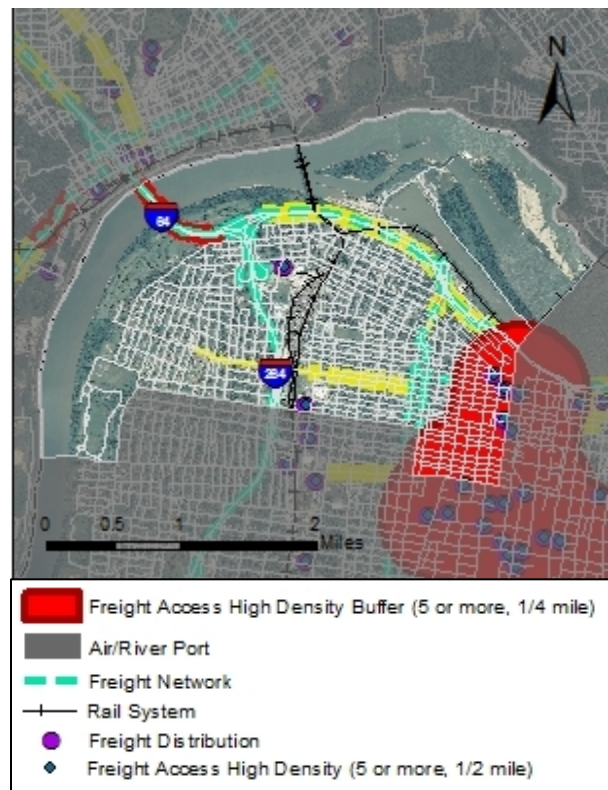 N
64
264
0 0.5 1 2
Miles
Freight Access High Density Buffer (5 or more, 1/4 mile)
Air/River Port
Freight Network
Rail System
Freight Distribution
Freight Access High Density (5 or more, 1/2 mile)